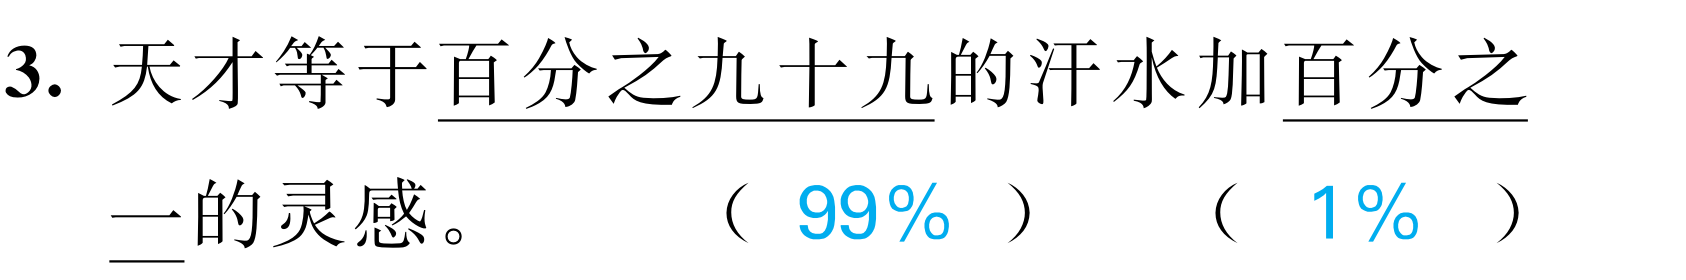 3. 天才等于百分之九十九的汗水加百分之
一的灵感。 （ 99% ） （ 1% ）